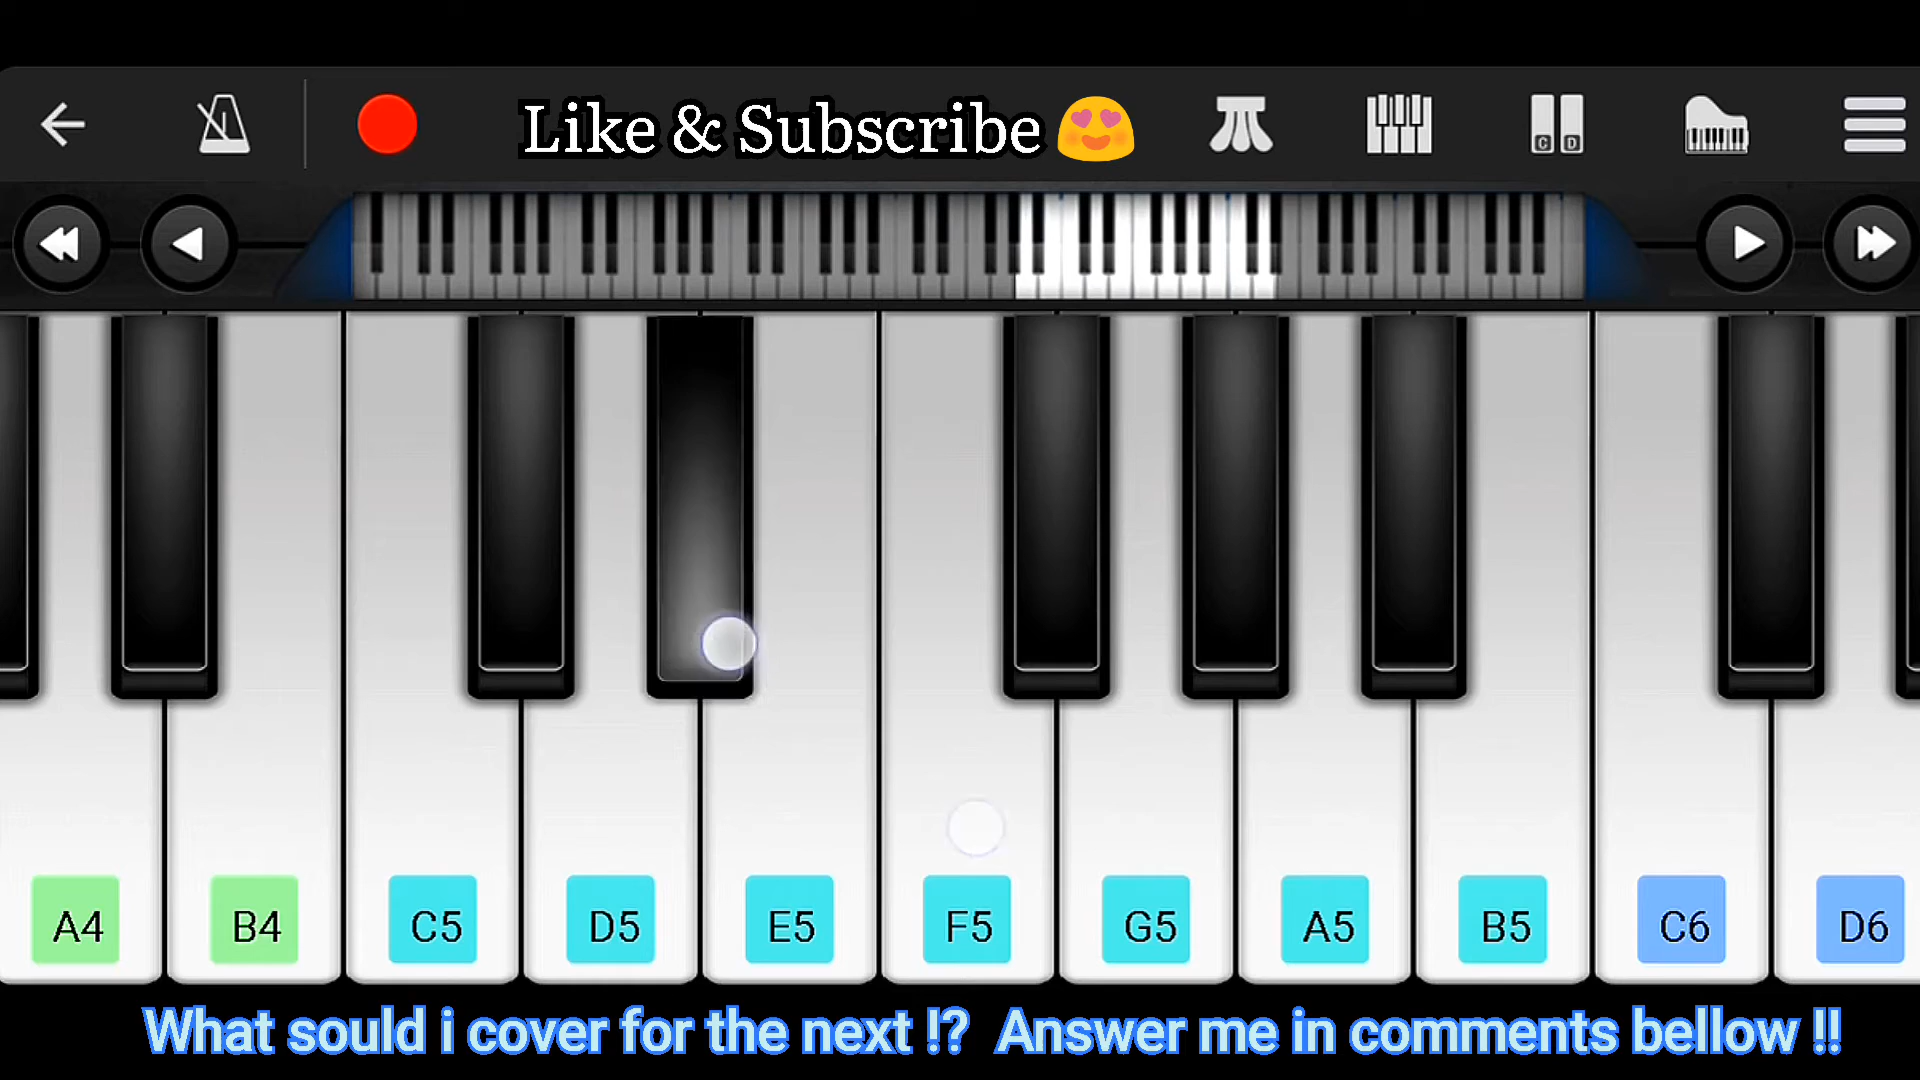 Like & Subscribe 😍
C D
A4 B4 C5 D5 E5 F5 G5 A5 B5 C6 D6
What sould i cover for the next !? Answer me in comments bellow !!